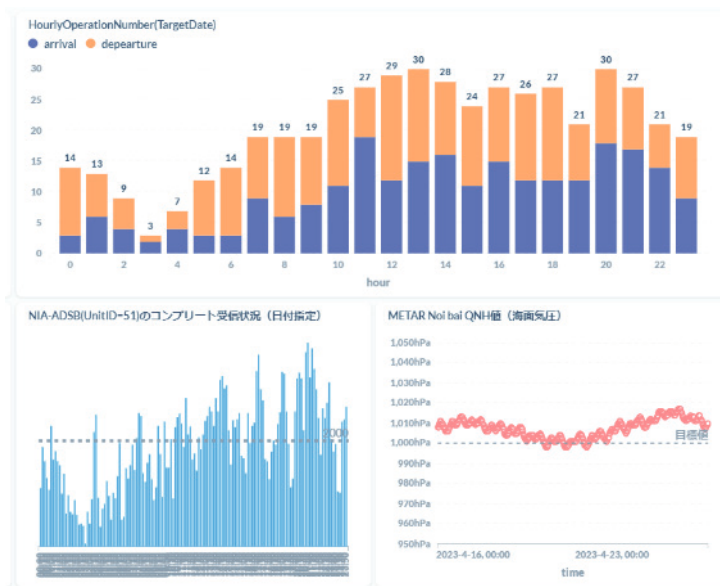 HourlyOperationNumber(TargetDate)
arrival depearture
30 25 20 15 10 5 0
14 13 9 3 7 12 14 19 19 19 25 27 29 30 28 24 27 26 27 21 30 27 21 19
0 2 4 6 8 10 12 14 16 18 20 22
hour
NIA-ADSB(UnitID=51)のコンプリート受信状況（日付指定）
2000
METAR Noi bai QNH値（海面気圧）
1,050hPa
1,040hPa
1,030hPa
1,020hPa
1,010hPa
1,000hPa
990hPa
980hPa
970hPa
960hPa
950hPa
目標値
2023-4-16, 00:00 2023-4-23, 00:00
time